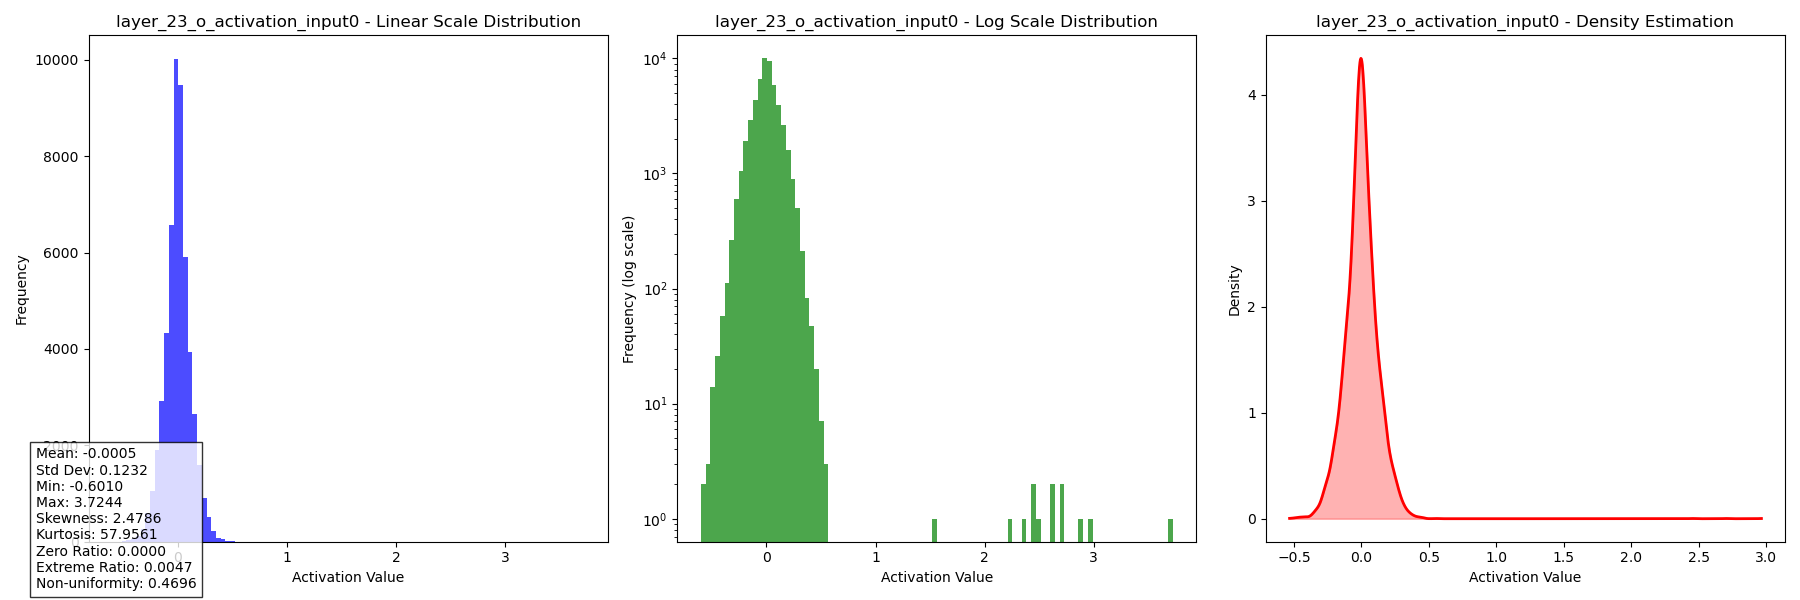 layer_23_o_activation_input0 - Linear Scale Distribution
10000
8000
6000
4000
2000
0
Frequency
0 1 2 3
Activation Value
Mean: -0.0005
Std Dev: 0.1232
Min: -0.6010
Max: 3.7244
Skewness: 2.4786
Kurtosis: 57.9561
Zero Ratio: 0.0000
Extreme Ratio: 0.0047
Non-uniformity: 0.4696
layer_23_o_activation_input0 - Log Scale Distribution
10⁴
10³
10²
10¹
10⁰
Frequency (log scale)
0 1 2 3
Activation Value
layer_23_o_activation_input0 - Density Estimation
4
3
2
1
0
Density
−0.5 0.0 0.5 1.0 1.5 2.0 2.5 3.0
Activation Value